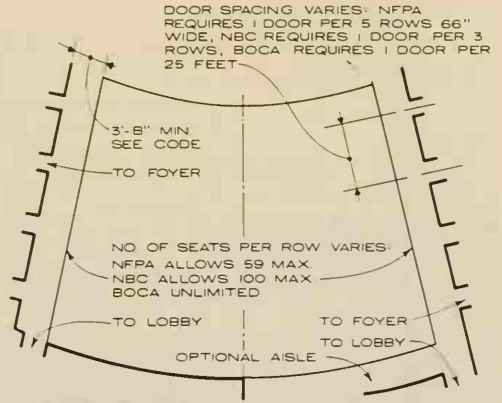 DOOR SPACING VARIES. NFPA
REQUIRES 1 DOOR PER 5 ROWS 66"
WIDE, NBC REQUIRES 1 DOOR PER 3
ROWS, BOCA REQUIRES 1 DOOR PER
25 FEET
3'-8" MIN
SEE CODE
TO FOYER
NO OF SEATS PER ROW VARIES.
NFPA ALLOWS 59 MAX.
NBC ALLOWS 100 MAX
BOCA UNLIMITED
TO LOBBY
TO FOYER
TO LOBBY
OPTIONAL AISLE